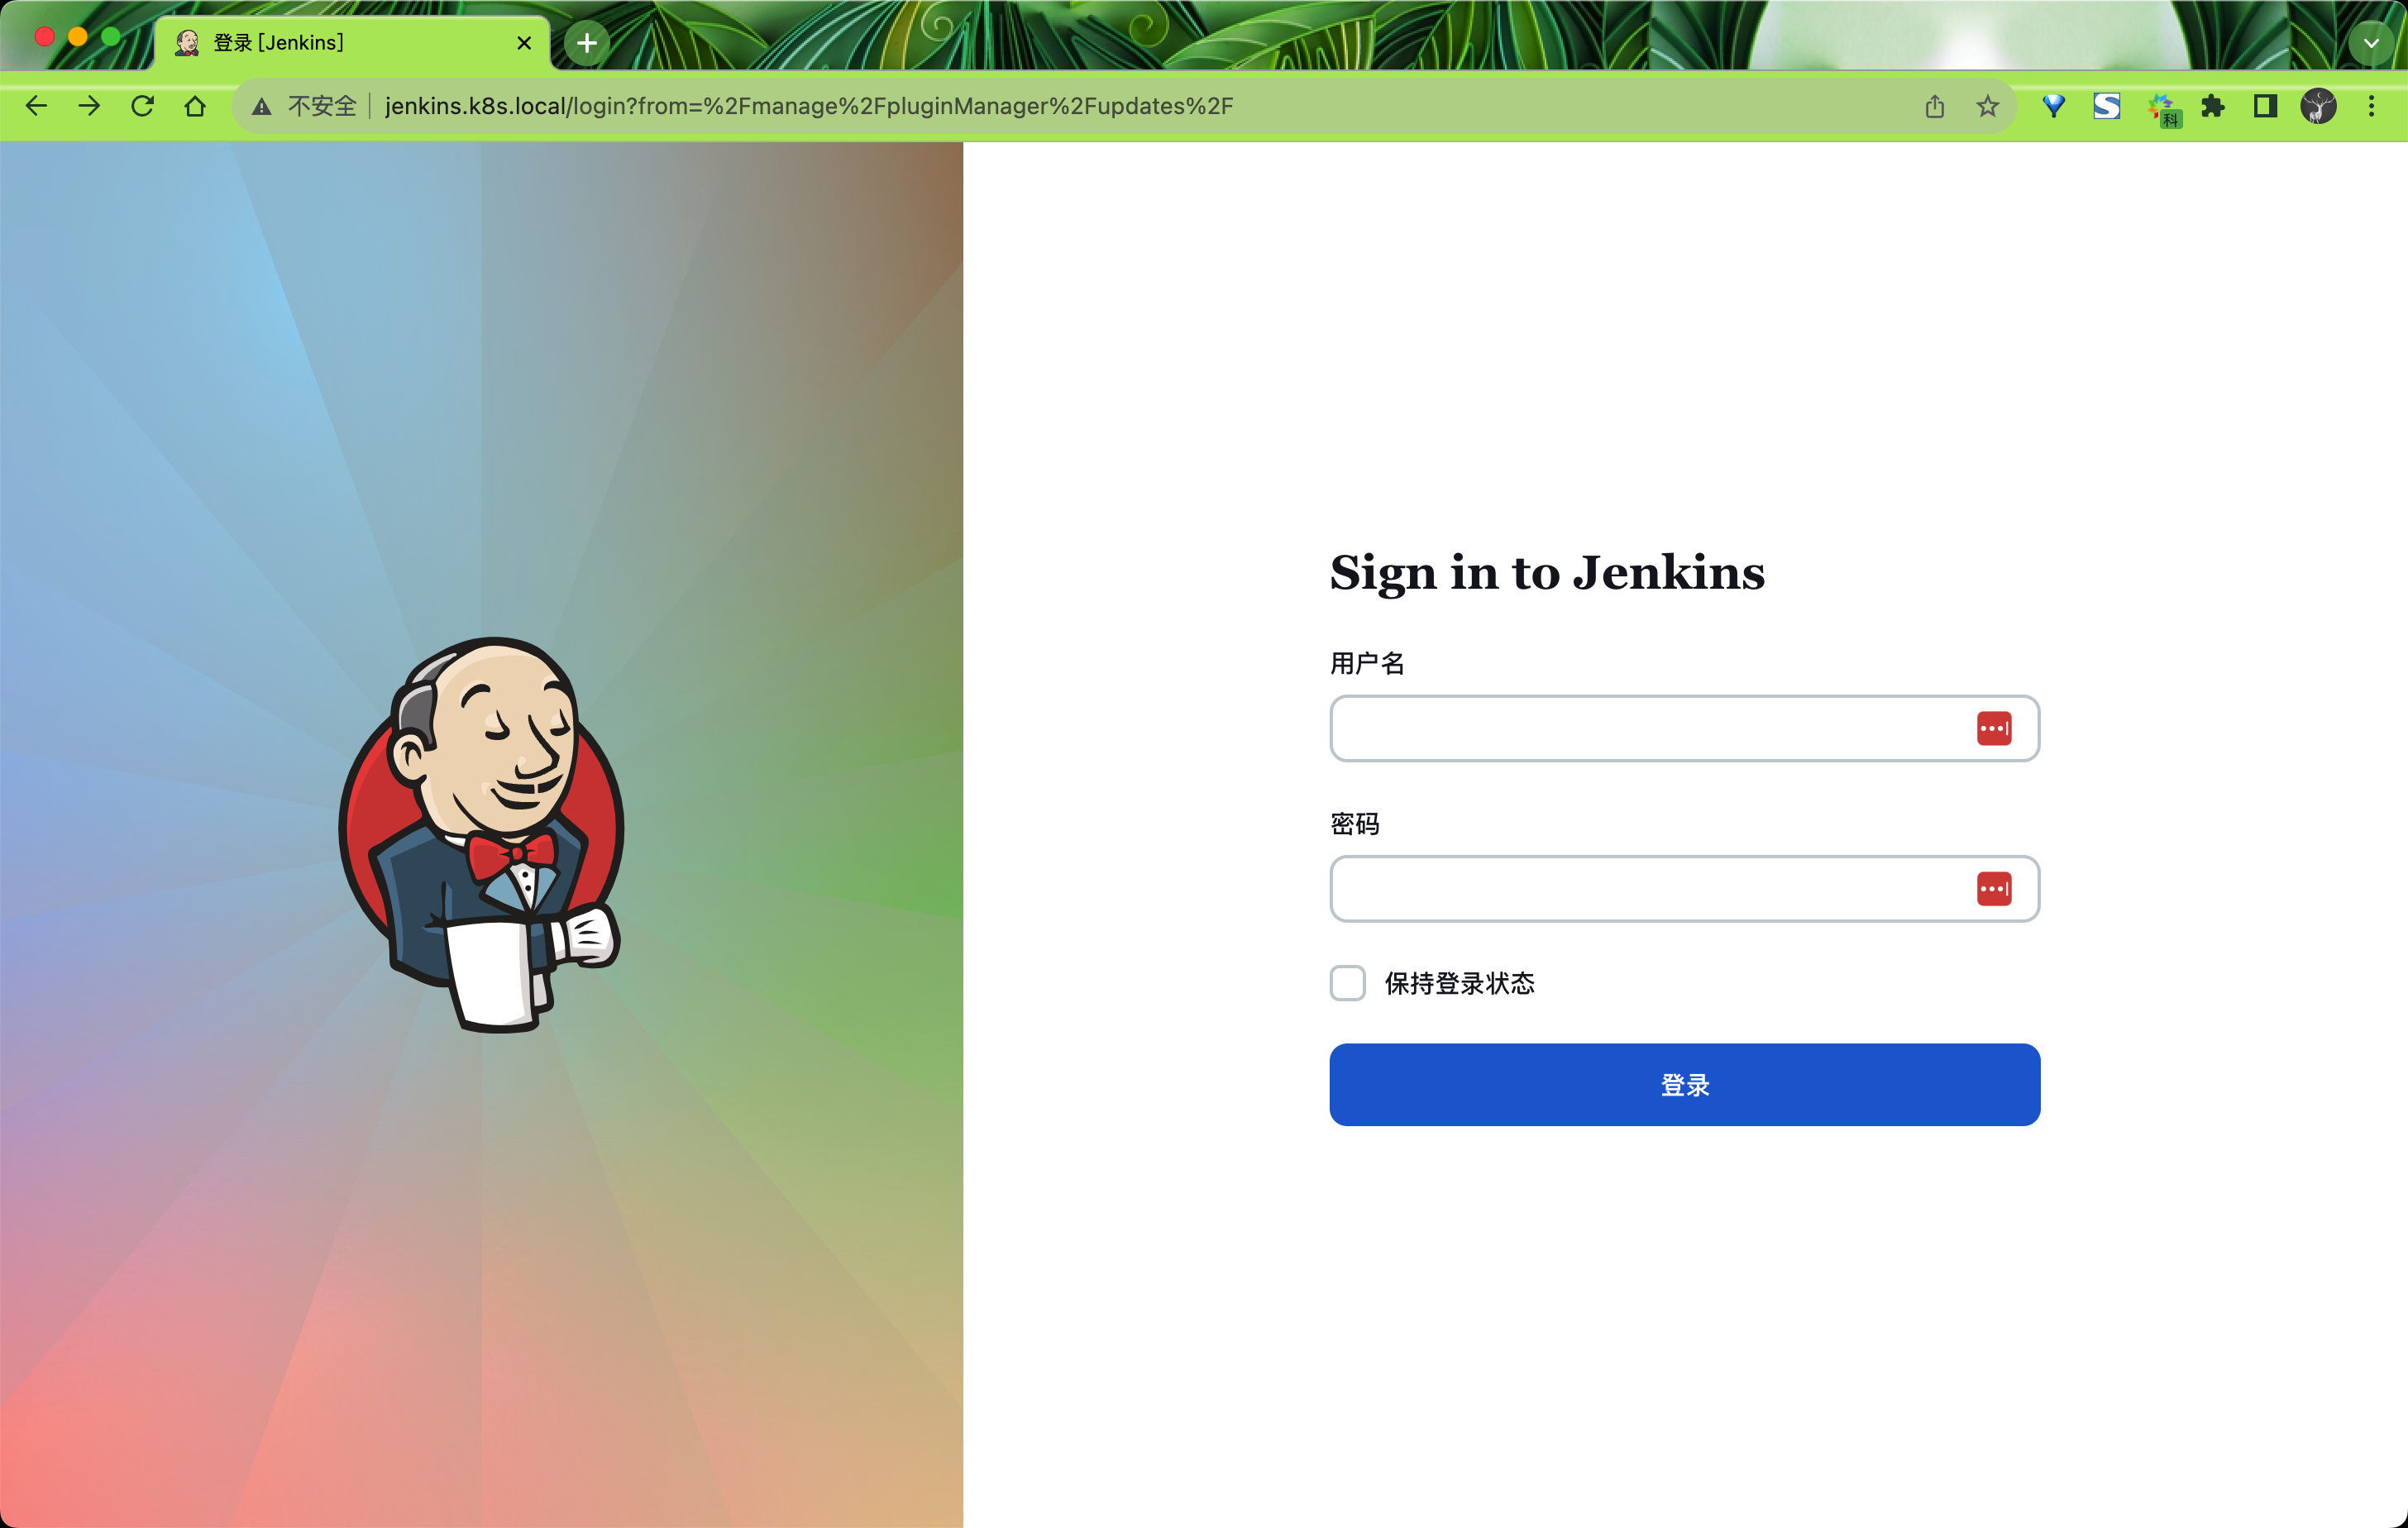 登录 [Jenkins]
不安全 jenkins.k8s.local/login?from=%2Fmanage%2FpluginManager%2Fupdates%2F
科
Sign in to Jenkins
用户名
密码
保持登录状态
登录